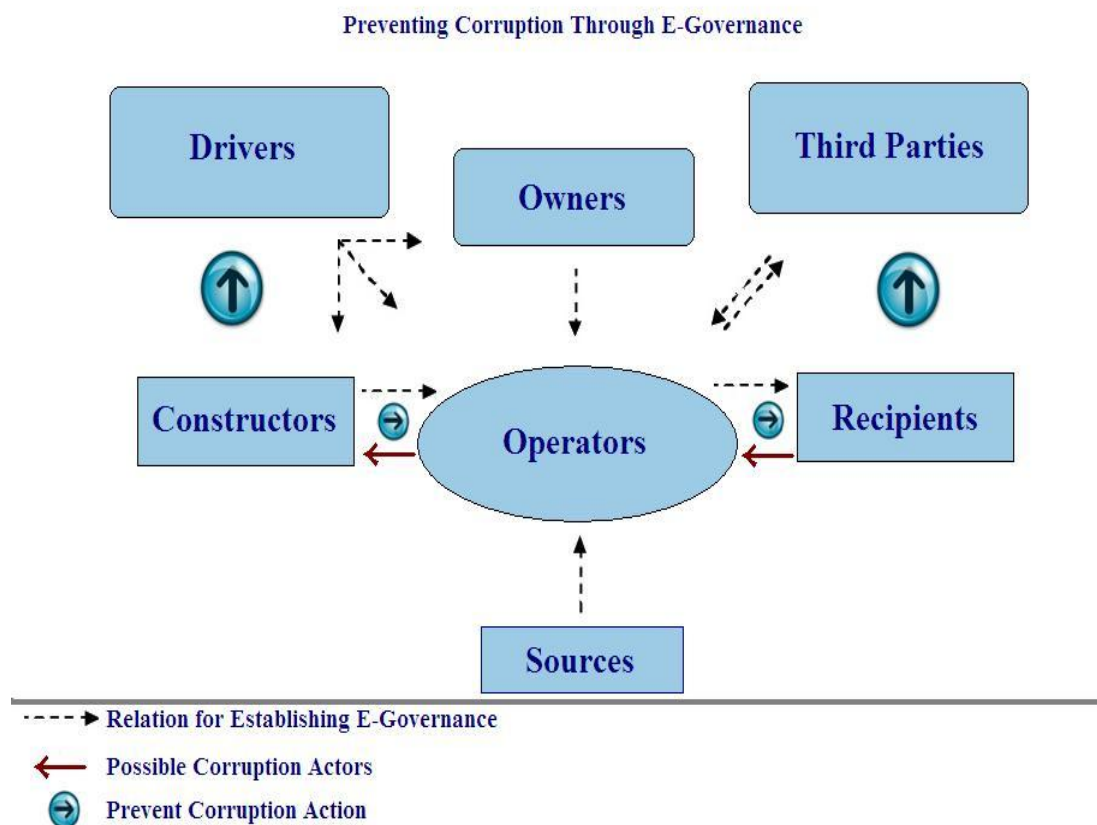 Preventing Corruption Through E-Governance
Drivers
Owners
Third Parties
Constructors
Operators
Recipients
Sources
Relation for Establishing E-Governance
Possible Corruption Actors
Prevent Corruption Action